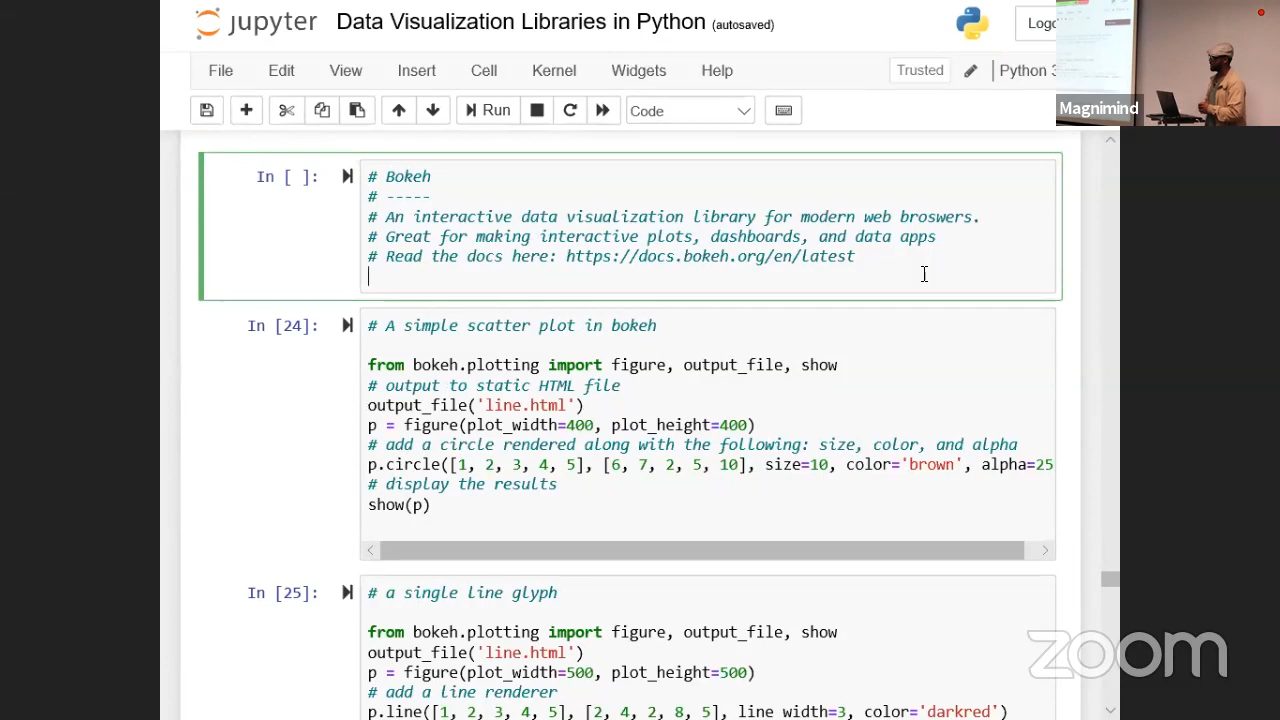 jupyter Data Visualization Libraries in Python (autosaved)
File Edit View Insert Cell Kernel Widgets Help Trusted Python 3
Run Code
In [ ]: # Bokeh
# -----
# An interactive data visualization library for modern web broswers.
# Great for making interactive plots, dashboards, and data apps
# Read the docs here: https://docs.bokeh.org/en/latest
In [24]: # A simple scatter plot in bokeh
from bokeh.plotting import figure, output_file, show
# output to static HTML file
output_file('line.html')
p = figure(plot_width=400, plot_height=400)
# add a circle rendered along with the following: size, color, and alpha
p.circle([1, 2, 3, 4, 5], [6, 7, 2, 5, 10], size=10, color='brown', alpha=25
# display the results
show(p)
In [25]: # a single line glyph
from bokeh.plotting import figure, output_file, show
output_file('line.html')
p = figure(plot_width=500, plot_height=500)
# add a line renderer
p.line([1, 2, 3, 4, 5], [2, 4, 2, 8, 5], line_width=3, color='darkred')
Magnimind
zoom